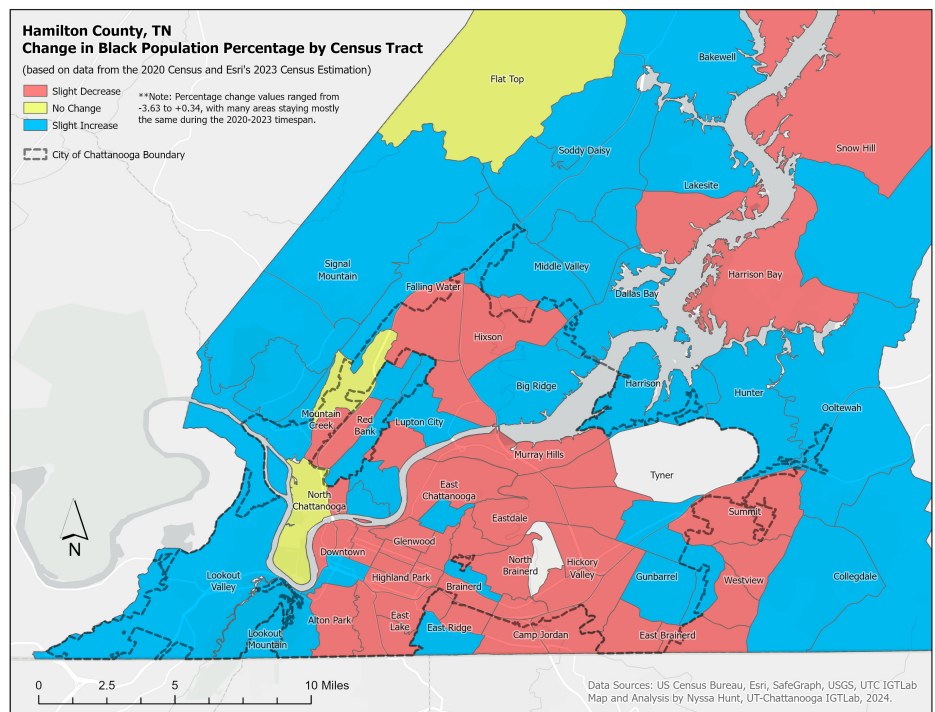 Hamilton County, TN
Change in Black Population Percentage by Census Tract
(based on data from the 2020 Census and Esri's 2023 Census Estimation)
Slight Decrease
No Change
Slight Increase
City of Chattanooga Boundary
**Note: Percentage change values ranged from
-3.63 to +0.34, with many areas staying mostly
the same during the 2020-2023 timespan.
Flat Top
Bakewell
Soddy Daisy
Snow Hill
Lakesite
Signal
Mountain
Middle Valley
Falling Water
Harrison Bay
Dallas Bay
Hixson
Big Ridge
Harrison
Hunter
Ooltewah
Mountain
Creek
Red
Bank
Lupton City
Murray Hills
Tyner
East
Chattanooga
North
Chattanooga
Eastdale
Summit
Glenwood
Downtown
North
Brainerd
Hickory
Valley
Lookout
Valley
Highland Park
Brainerd
Gunbarrel
Westview
Collegdale
Alton Park
East
Lake
East Ridge
Lookout
Mountain
Camp Jordan
East Brainerd
N
0 2.5 5 10 Miles
Data Sources: US Census Bureau, Esri, SafeGraph, USGS, UTC IGTLab
Map and Analysis by Nyssa Hunt, UT-Chattanooga IGTLab, 2024.